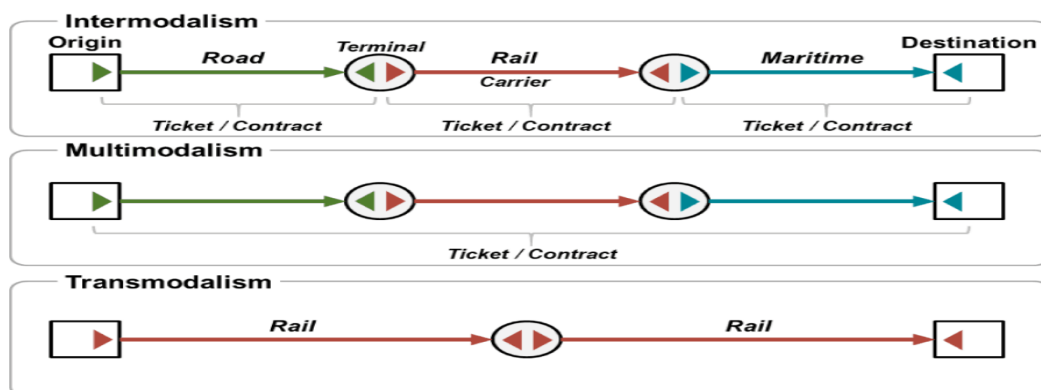 Intermodalism
Origin
Terminal
Destination
Road
Rail
Maritime
Carrier
Ticket / Contract
Ticket / Contract
Ticket / Contract
Multimodalism
Ticket / Contract
Transmodalism
Rail
Rail